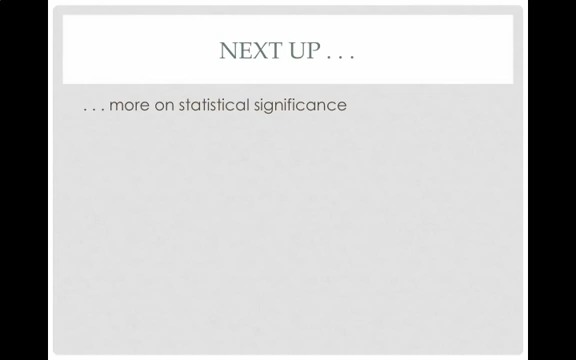 NEXT UP . . .
. . . more on statistical significance